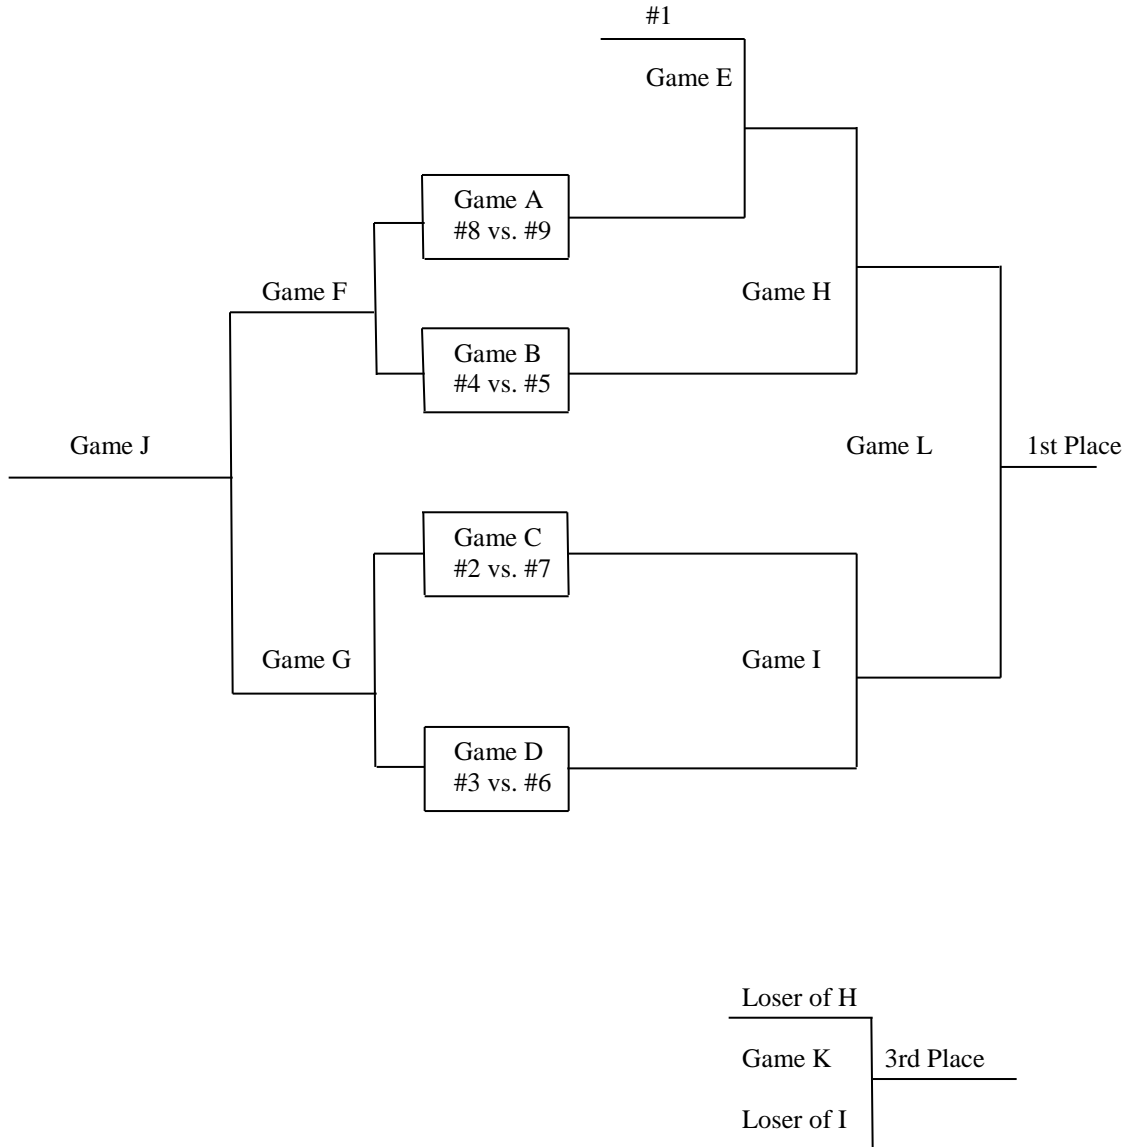 #1
Game E
Game A
#8 vs. #9
Game F
Game H
Game B
#4 vs. #5
Game J
Game L
1st Place
Game C
#2 vs. #7
Game G
Game I
Game D
#3 vs. #6
Loser of H
Game K
3rd Place
Loser of I